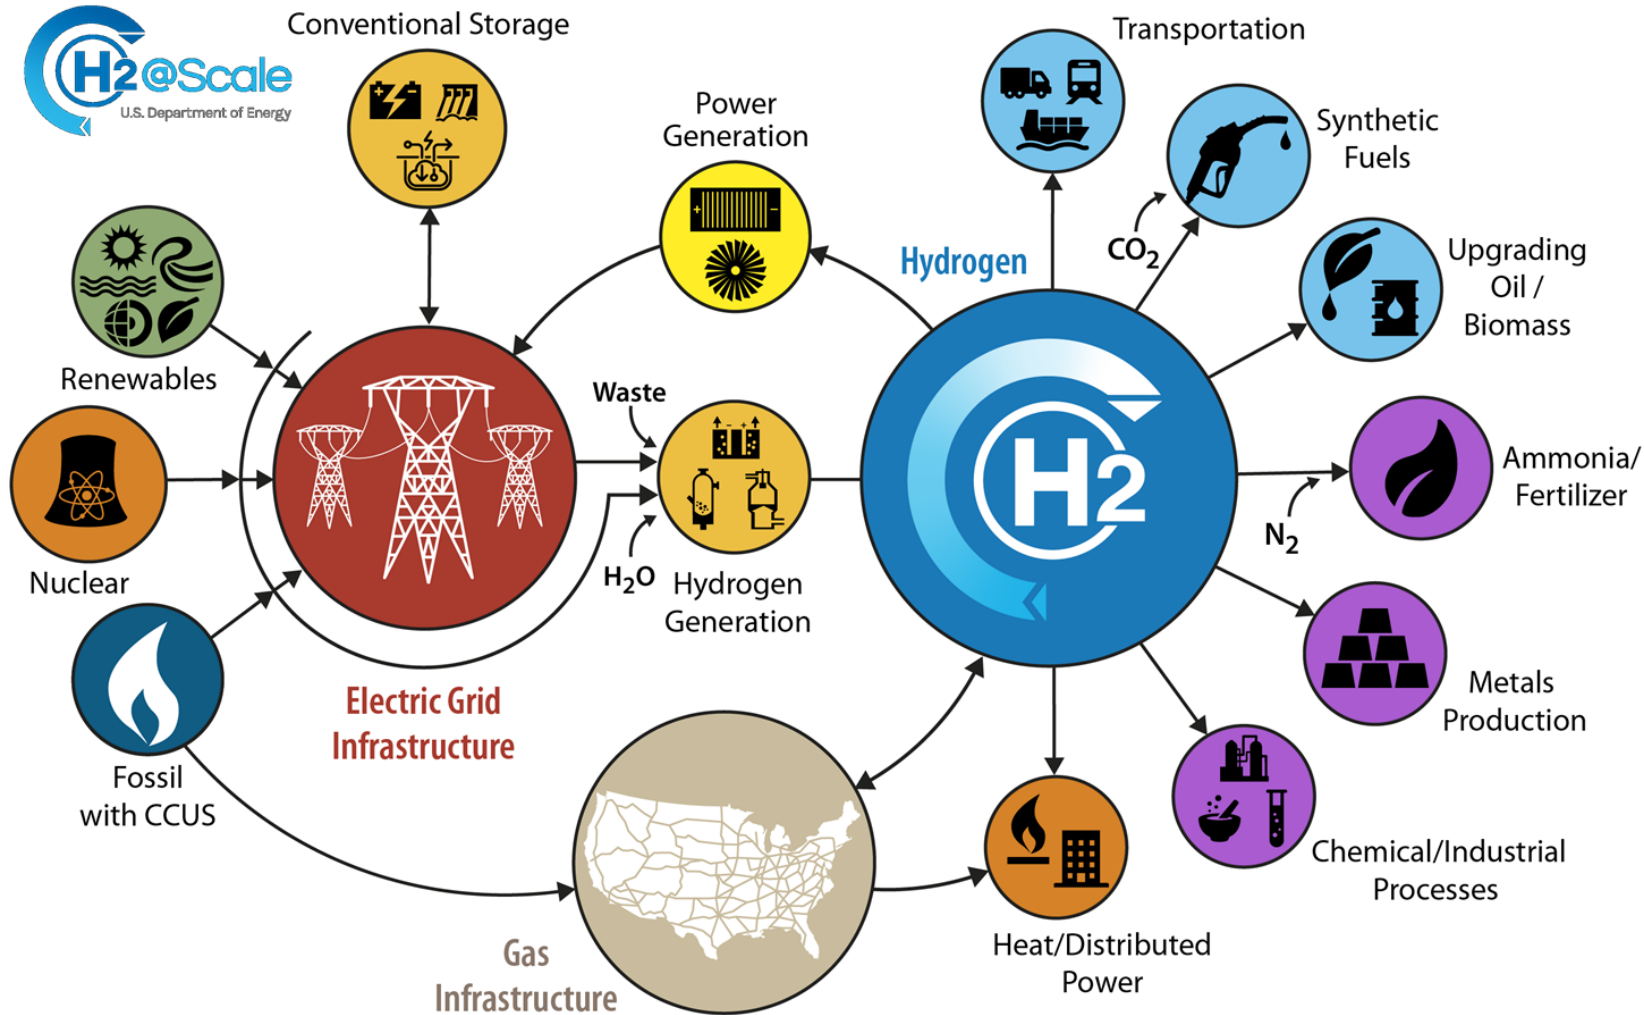 H2@Scale
U.S. Department of Energy
Conventional Storage
Power
Generation
Transportation
Synthetic
Fuels
CO2
Hydrogen
Upgrading
Oil /
Biomass
Renewables
Waste
H2
Ammonia/
Fertilizer
N2
Nuclear
H2O
Hydrogen
Generation
Electric Grid
Infrastructure
Metals
Production
Fossil
with CCUS
Chemical/Industrial
Processes
Gas
Infrastructure
Heat/Distributed
Power